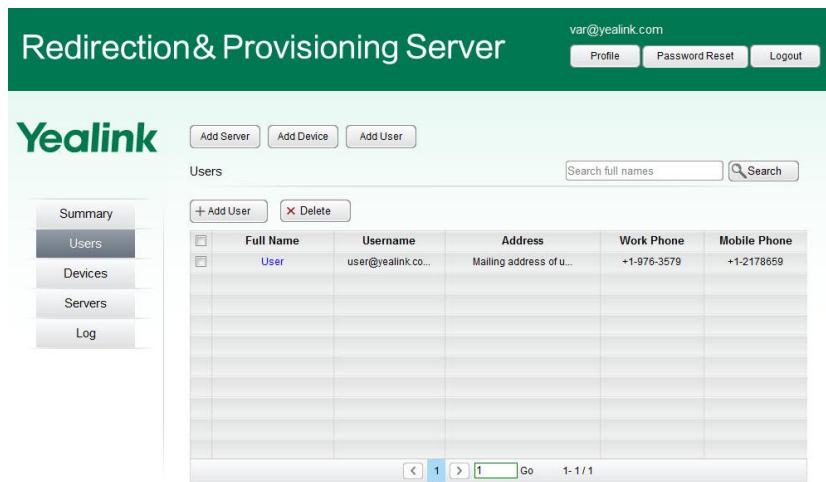 Redirection & Provisioning Server
var@yealink.com
Profile Password Reset Logout
Yealink
Add Server Add Device Add User
Users
Search full names Search
Summary
Users
Devices
Servers
Log
+ Add User × Delete
Full Name Username Address Work Phone Mobile Phone
User user@yealink.co... Mailing address of u... +1-976-3579 +1-2178659
< 1 > 1 Go 1- 1 / 1